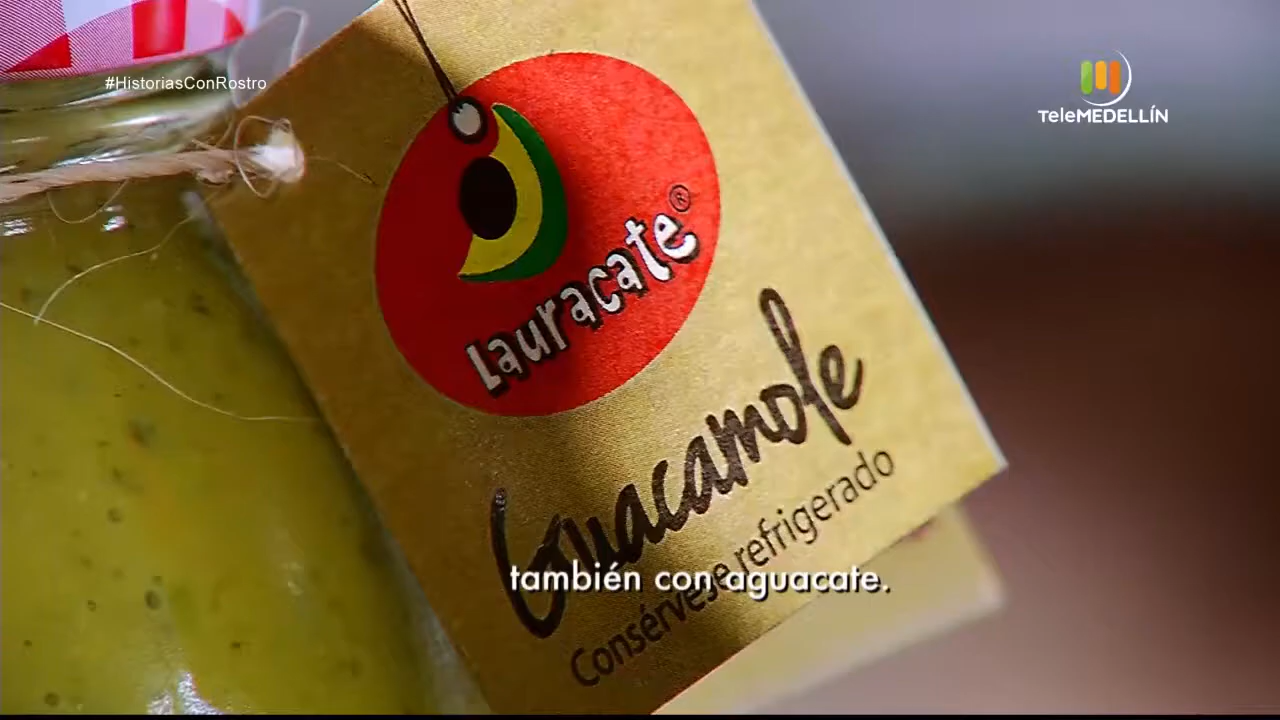 #HistoriasConRostro
TeleMEDELLÍN
Lauracate®
Guacamole
Consérvese refrigerado
también con aguacate.